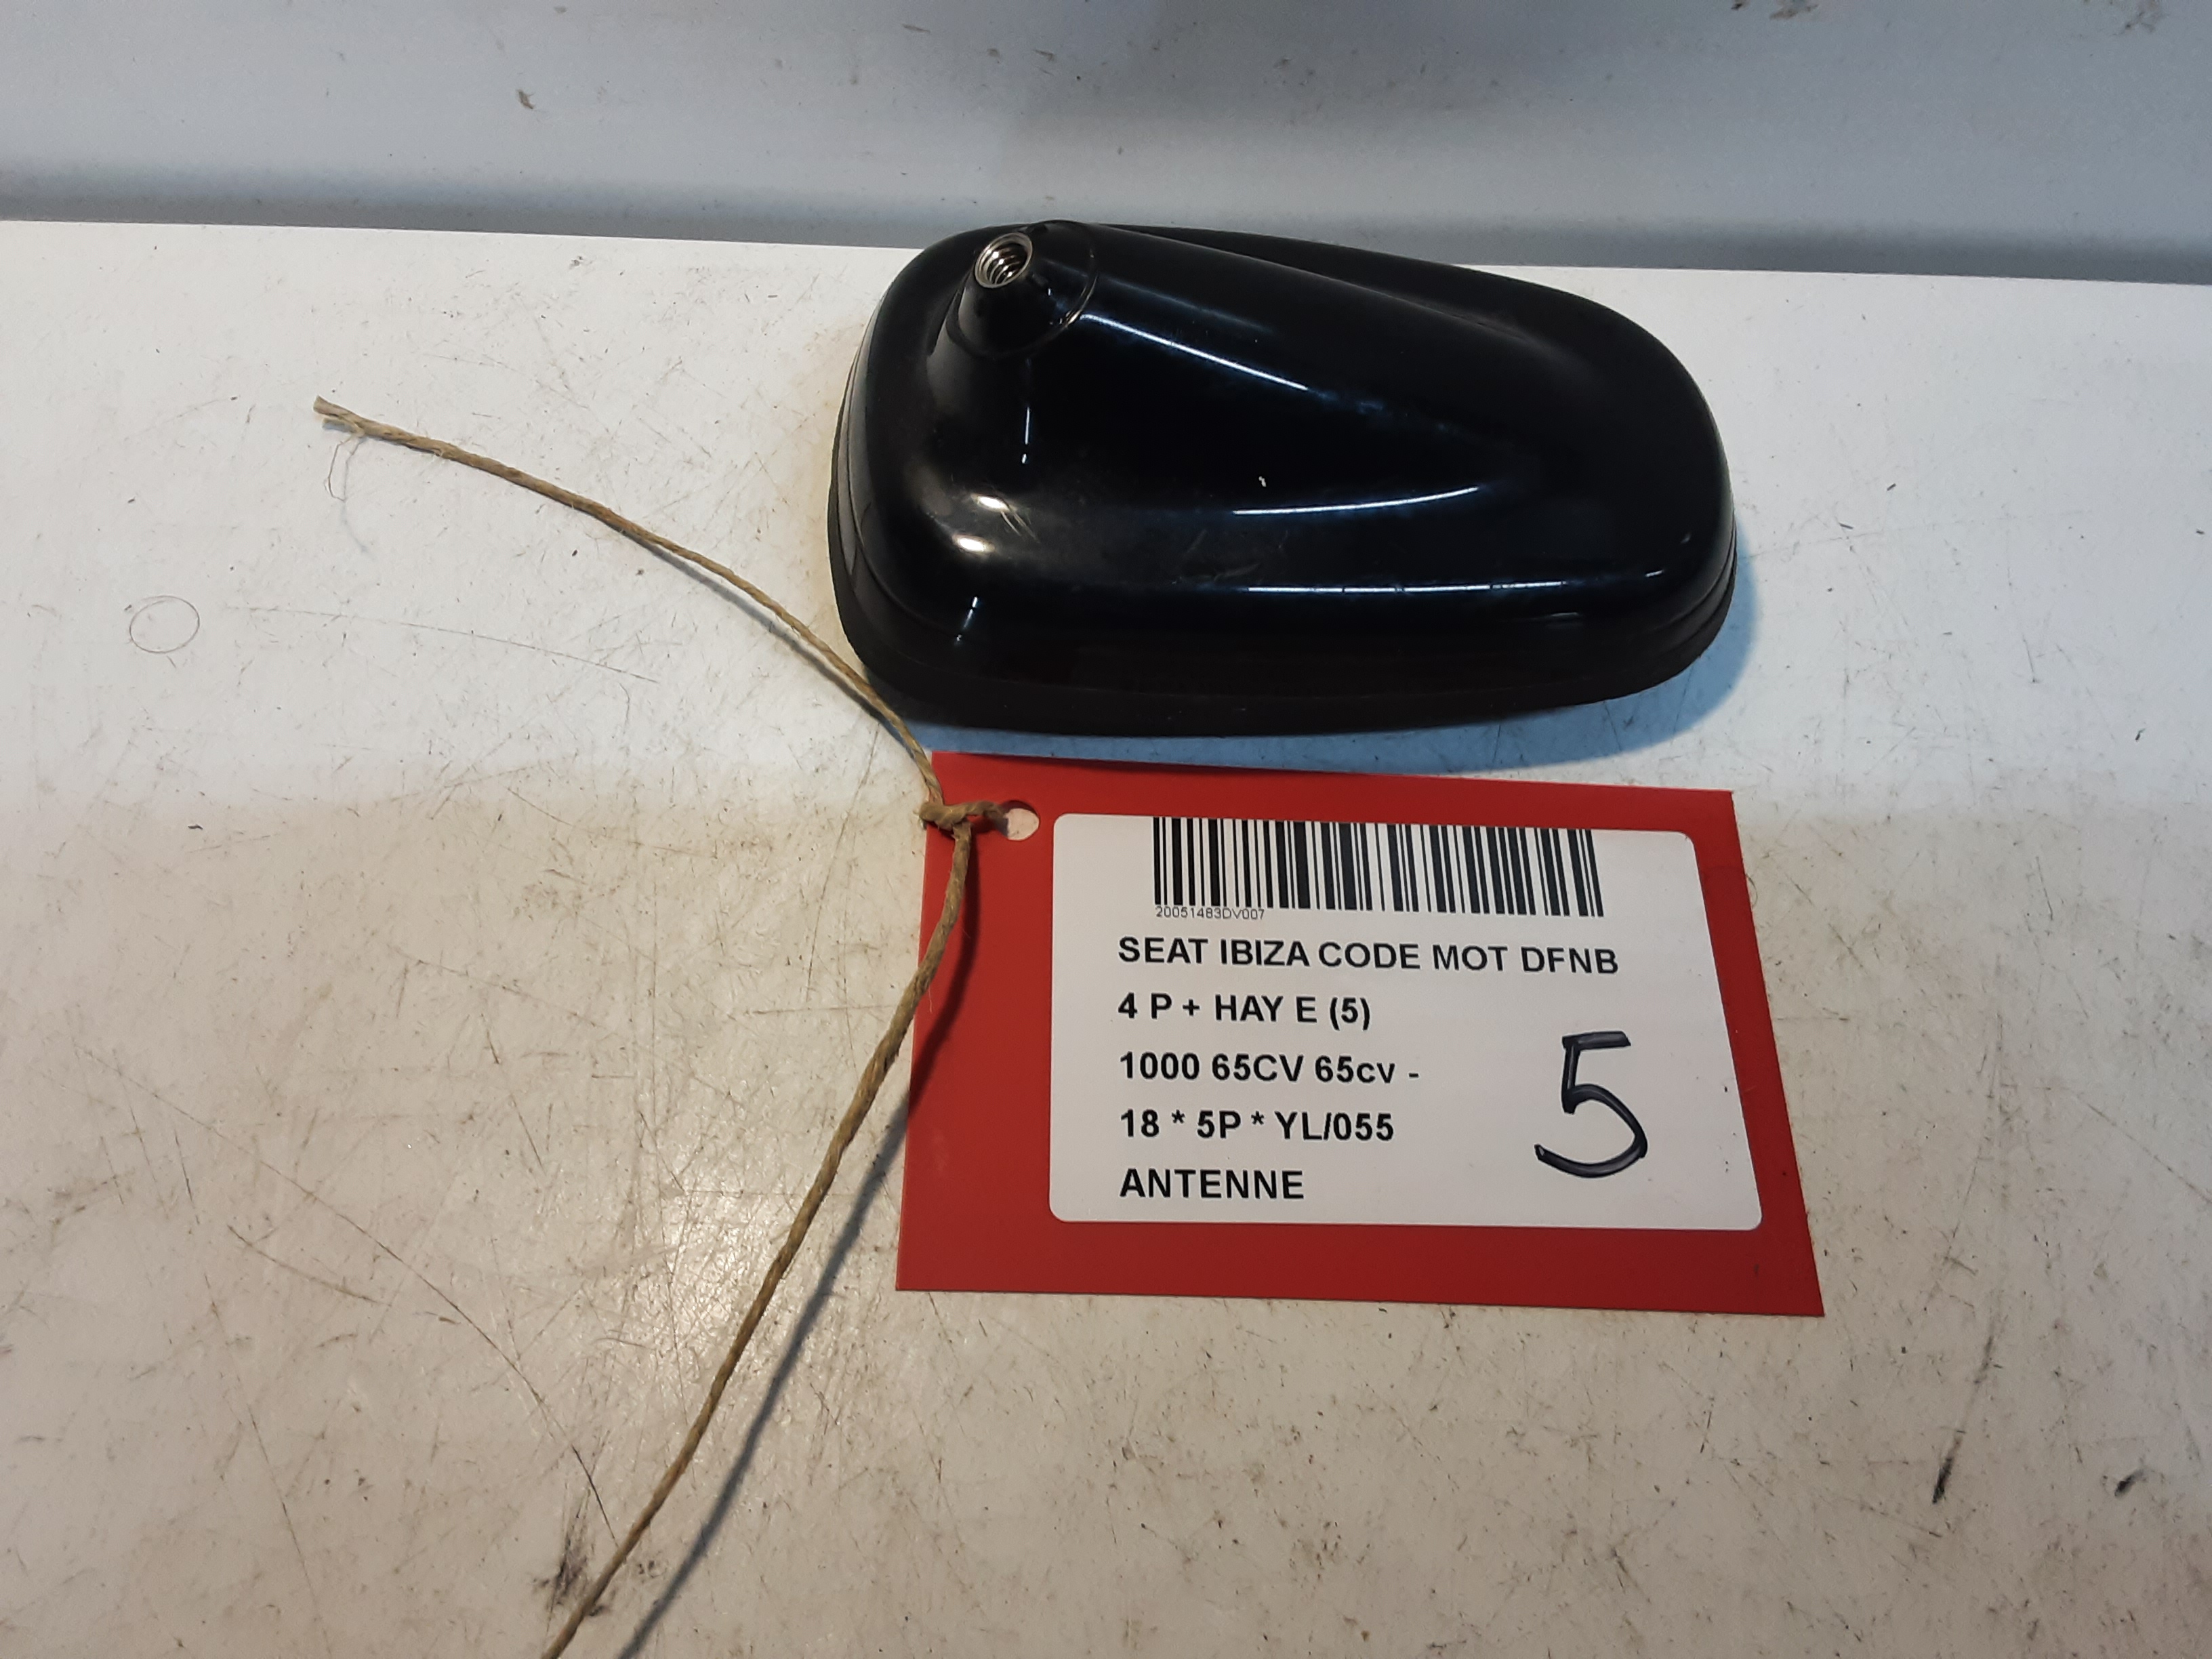 20051483DV007
SEAT IBIZA CODE MOT DFNB
4 P + HAY E (5)
1000 65CV 65cv -
18 * 5P * YL/055
ANTENNE
5